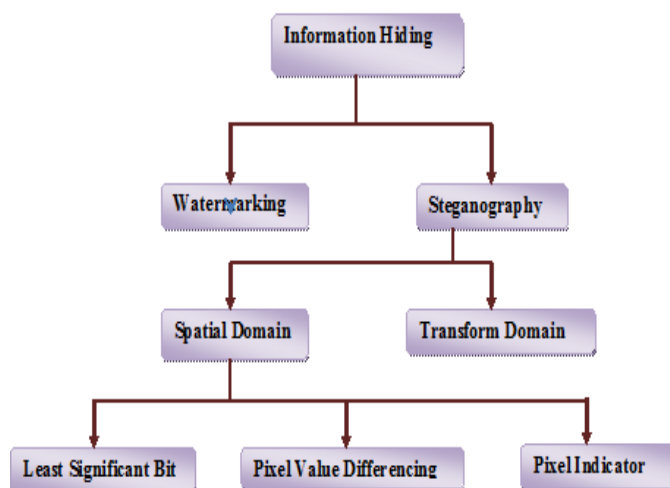 Information Hiding
Watermarking
Steganography
Spatial Domain
Transform Domain
Least Significant Bit
Pixel Value Differencing
Pixel Indicator